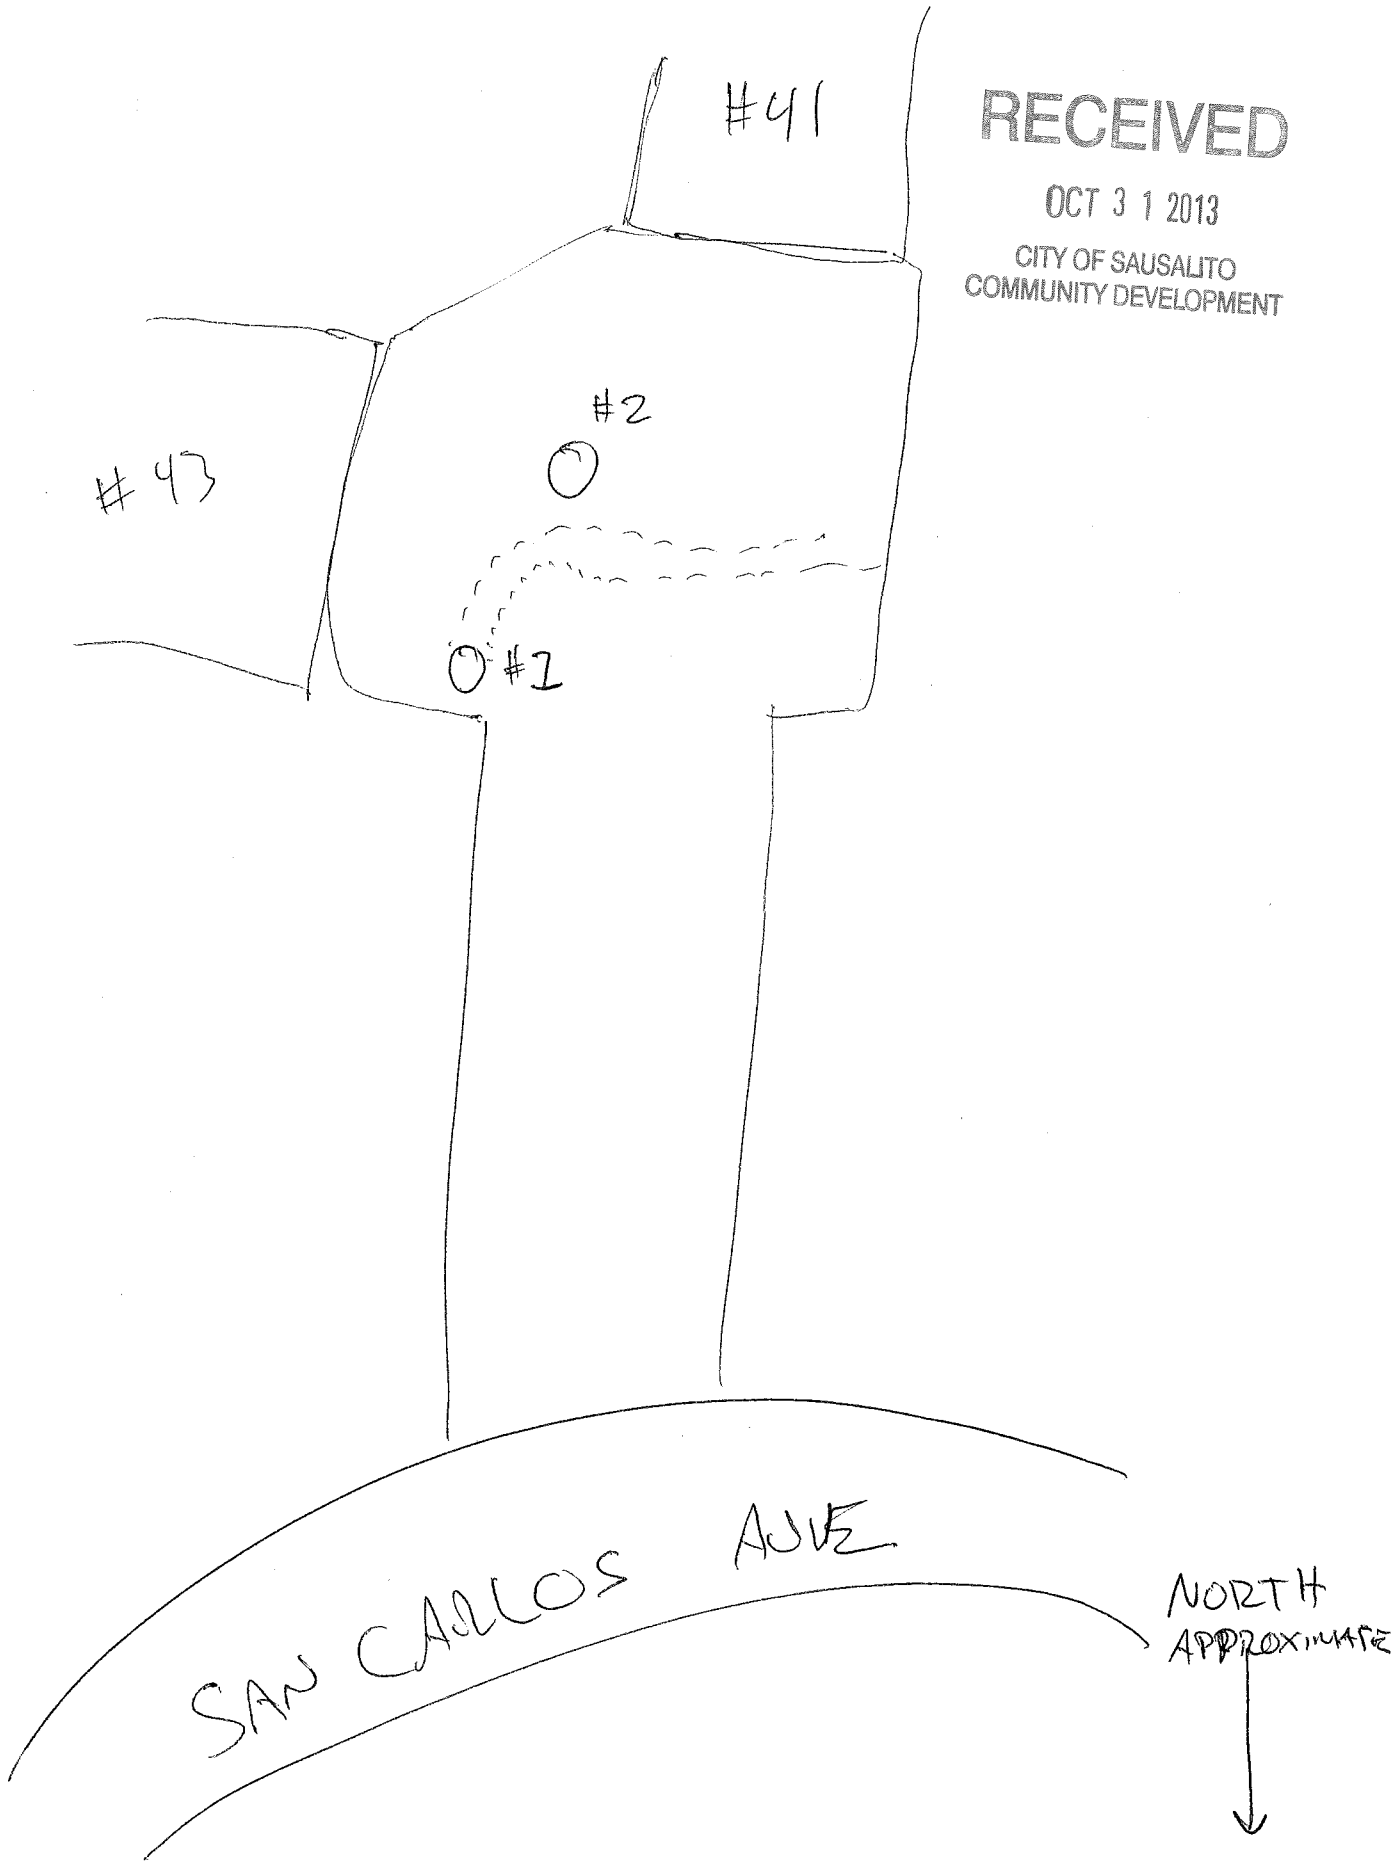 #41
RECEIVED
OCT 3 1 2013
CITY OF SAUSALITO
COMMUNITY DEVELOPMENT
#2
# 43
#1
SAN CARLOS AVE
NORTH
APPROXIMATE